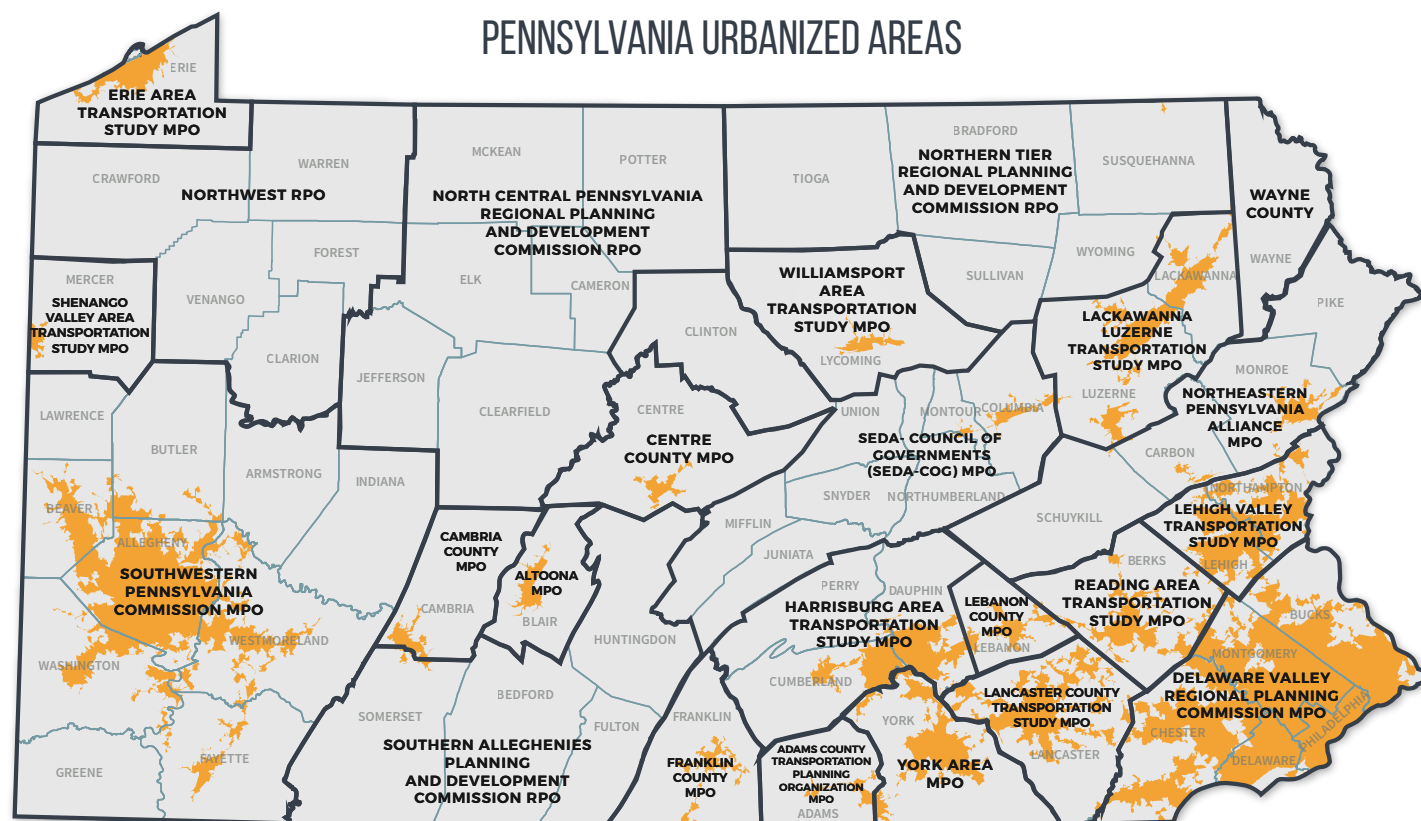 PENNSYLVANIA URBANIZED AREAS
ERIE
ERIE AREA
TRANSPORTATION
STUDY MPO
CRAWFORD
WARREN
NORTHWEST RPO
FOREST
VENANGO
CLARION
MERCER
SHENANGO
VALLEY AREA
TRANSPORTATION
STUDY MPO
MCKEAN
POTTER
NORTH CENTRAL PENNSYLVANIA
REGIONAL PLANNING
AND DEVELOPMENT
COMMISSION RPO
ELK
CAMERON
JEFFERSON
CLEARFIELD
TIOGA
BRADFORD
SUSQUEHANNA
NORTHERN TIER
REGIONAL PLANNING
AND DEVELOPMENT
COMMISSION RPO
SULLIVAN
WYOMING
WAYNE
COUNTY
WAYNE
PIKE
WILLIAMSPORT
AREA
TRANSPORTATION
STUDY MPO
LYCOMING
LACKAWANNA
LACKAWANNA
LUZERNE
TRANSPORTATION
STUDY MPO
LUZERNE
MONROE
NORTHEASTERN
PENNSYLVANIA
ALLIANCE
MPO
CARBON
SCHUYKILL
CLINTON
CENTRE
CENTRE
COUNTY MPO
UNION
MONTOUR
COLUMBIA
SEDA- COUNCIL OF
GOVERNMENTS
(SEDA-COG) MPO
SNYDER
NORTHUMBERLAND
MIFFLIN
JUNIATA
LAWRENCE
BUTLER
ARMSTRONG
INDIANA
BEAVER
ALLEGHENY
SOUTHWESTERN
PENNSYLVANIA
COMMISSION MPO
WESTMORELAND
WASHINGTON
GREENE
FAYETTE
CAMBRIA
COUNTY
MPO
CAMBRIA
ALTOONA
MPO
BLAIR
HUNTINGDON
BEDFORD
SOMERSET
FULTON
SOUTHERN ALLEGHENIES
PLANNING
AND DEVELOPMENT
COMMISSION RPO
FRANKLIN
FRANKLIN
COUNTY
MPO
PERRY
DAUPHIN
HARRISBURG AREA
TRANSPORTATION
STUDY MPO
CUMBERLAND
LEBANON
COUNTY
MPO
LEBANON
ADAMS COUNTY
TRANSPORTATION
PLANNING
ORGANIZATION
MPO
ADAMS
YORK
YORK AREA
MPO
LANCASTER COUNTY
TRANSPORTATION
STUDY MPO
LANCASTER
BERKS
READING AREA
TRANSPORTATION
STUDY MPO
NORTHAMPTON
LEHIGH VALLEY
TRANSPORTATION
STUDY MPO
LEHIGH
BUCKS
MONTGOMERY
DELAWARE VALLEY
REGIONAL PLANNING
COMMISSION MPO
CHESTER
DELAWARE
PHILADELPHIA